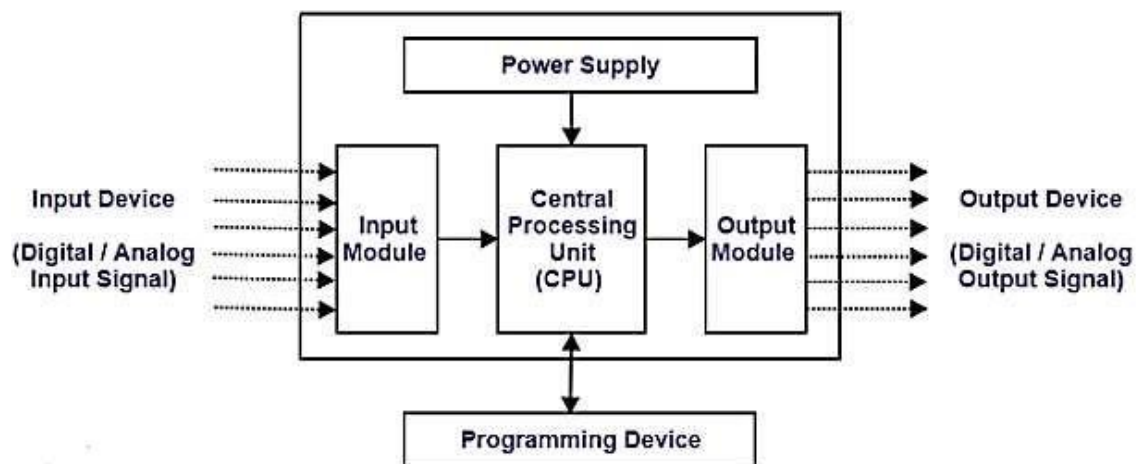 Power Supply
Input Device
(Digital / Analog
Input Signal)
Input
Module
Central
Processing
Unit
(CPU)
Output
Module
Output Device
(Digital / Analog
Output Signal)
Programming Device